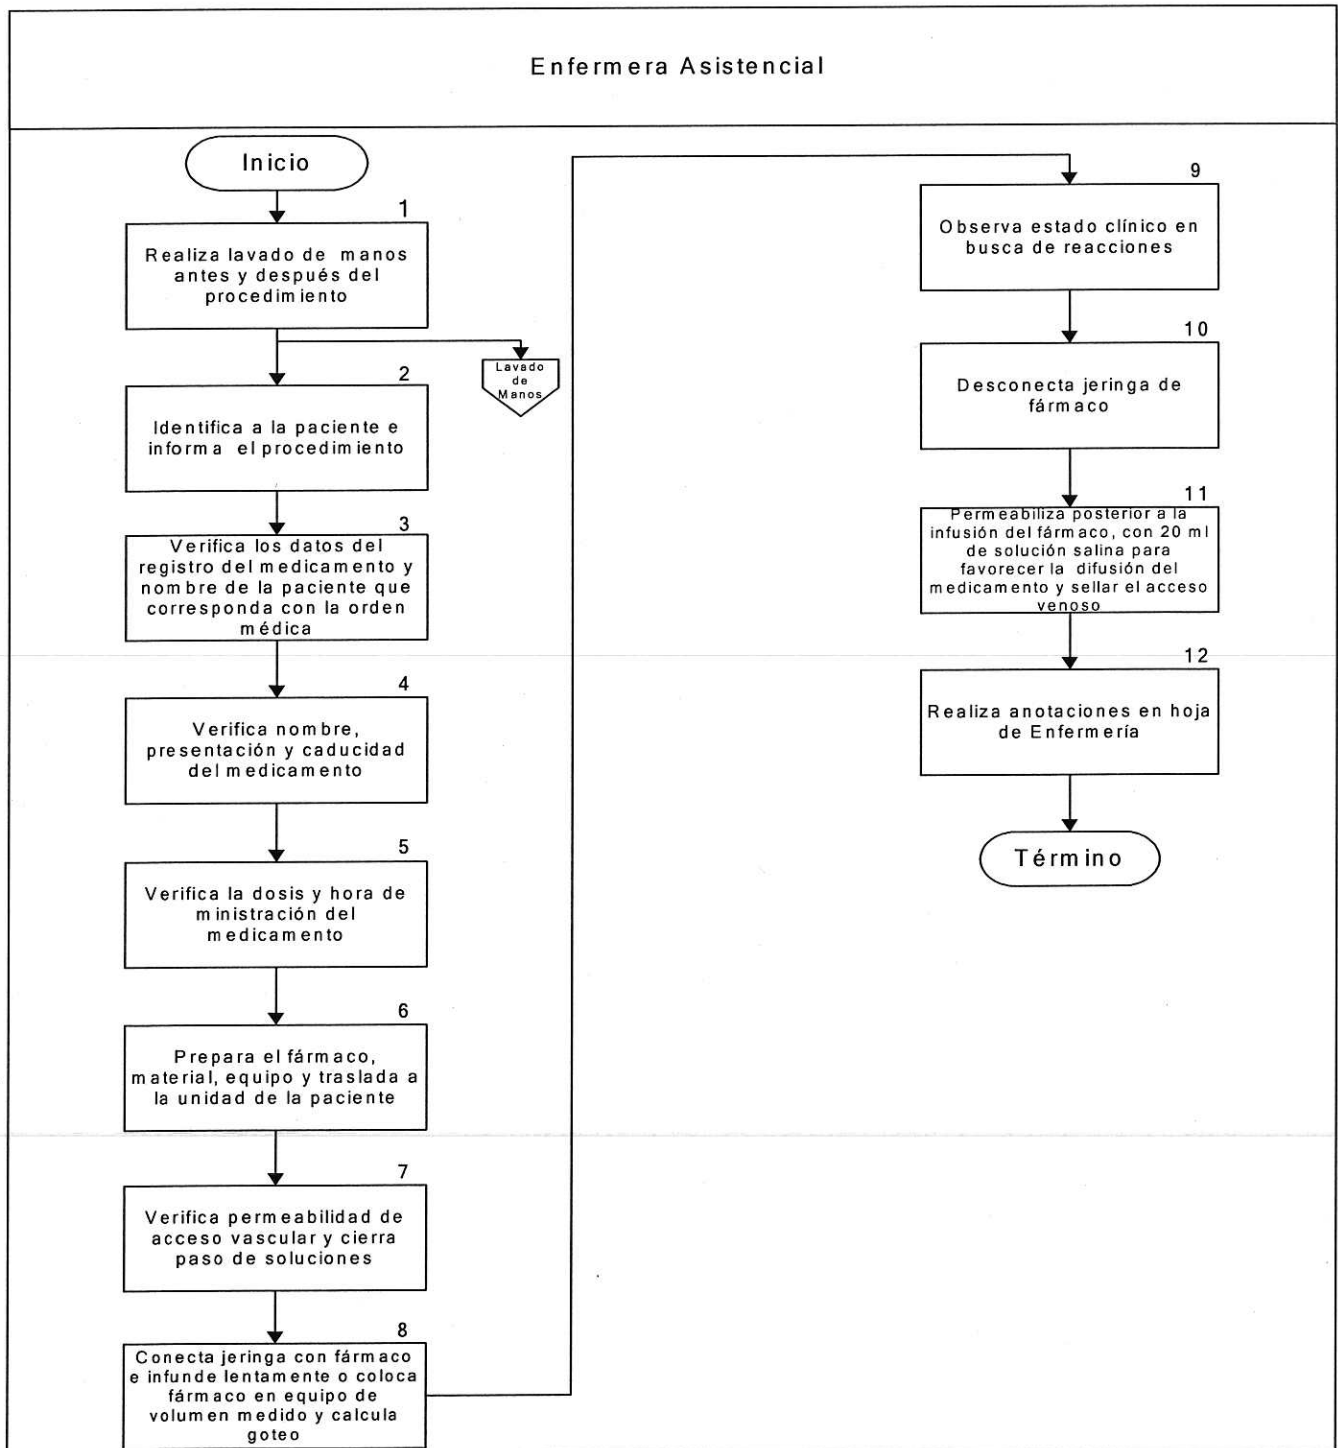 Enfermera Asistencial
Inicio
1
Realiza lavado de manos
antes y después del
procedimiento
Lavado
de
Manos
2
Identifica a la paciente e
informa el procedimiento
3
Verifica los datos del
registro del medicamento y
nombre de la paciente que
corresponda con la orden
médica
4
Verifica nombre,
presentación y caducidad
del medicamento
5
Verifica la dosis y hora de
ministración del
medicamento
6
Prepara el fármaco,
material, equipo y traslada a
la unidad de la paciente
7
Verifica permeabilidad de
acceso vascular y cierra
paso de soluciones
8
Conecta jeringa con fármaco
e infunde lentamente o coloca
fármaco en equipo de
volumen medido y calcula
goteo
9
Observa estado clínico en
busca de reacciones
10
Desconecta jeringa de
fármaco
11
Permeabiliza posterior a la
infusión del fármaco, con 20 ml
de solución salina para
favorecer la difusión del
medicamento y sellar el acceso
venoso
12
Realiza anotaciones en hoja
de Enfermería
Término